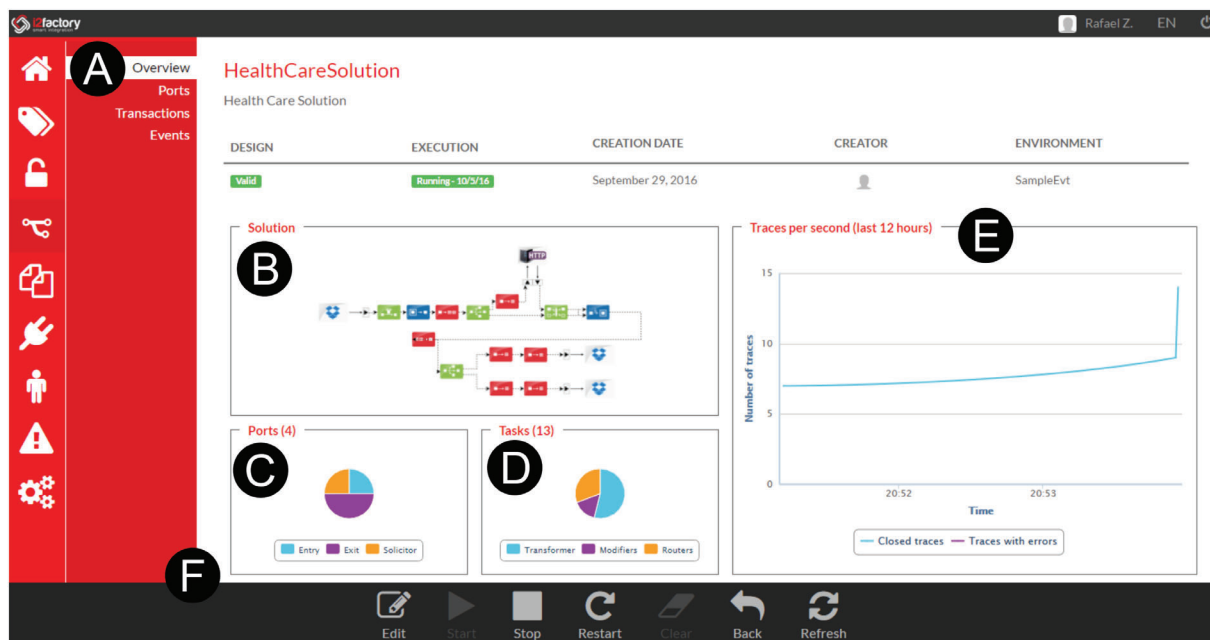 i2factory
smart integration
Rafael Z. EN
A
Overview
Ports
Transactions
Events
HealthCareSolution
Health Care Solution
DESIGN EXECUTION CREATION DATE CREATOR ENVIRONMENT
Valid Running - 10/5/16 September 29, 2016 SampleEvt
Solution
B
HTTP
Ports (4)
C
Entry Exit Solicitor
Tasks (13)
D
Transformer Modifiers Routers
Traces per second (last 12 hours)
E
15
10
5
0
Number of traces
20:52 20:53
Time
Closed traces Traces with errors
F
Edit Start Stop Restart Clear Back Refresh